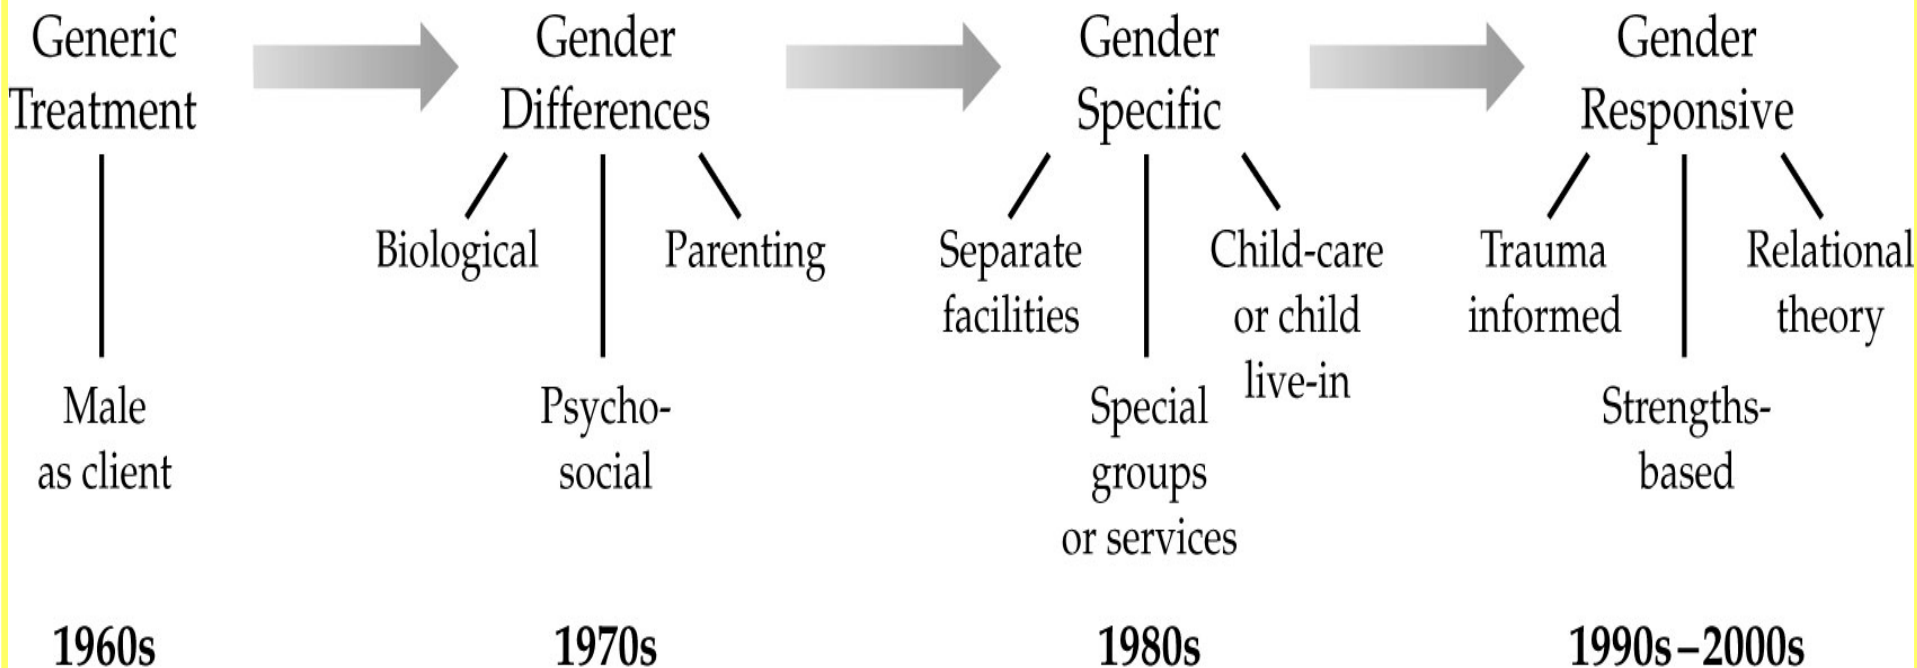 Generic
Treatment
Gender
Differences
Gender
Specific
Gender
Responsive
Biological
Parenting
Separate
facilities
Child-care
or child
live-in
Trauma
informed
Relational
theory
Male
as client
Psycho-
social
Special
groups
or services
Strengths-
based
1960s
1970s
1980s
1990s–2000s